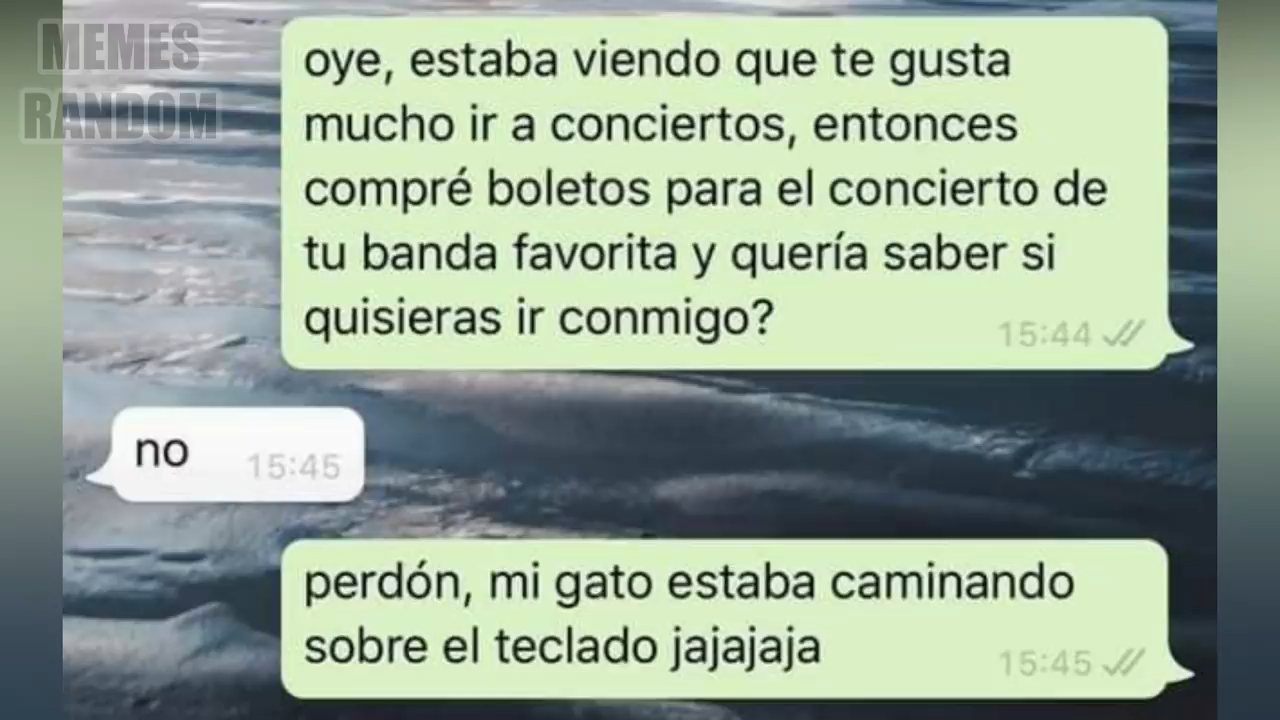 MEMES
RANDOM
oye, estaba viendo que te gusta
mucho ir a conciertos, entonces
compré boletos para el concierto de
tu banda favorita y quería saber si
quisieras ir conmigo?
15:44
no
15:45
perdón, mi gato estaba caminando
sobre el teclado jajajaja
15:45